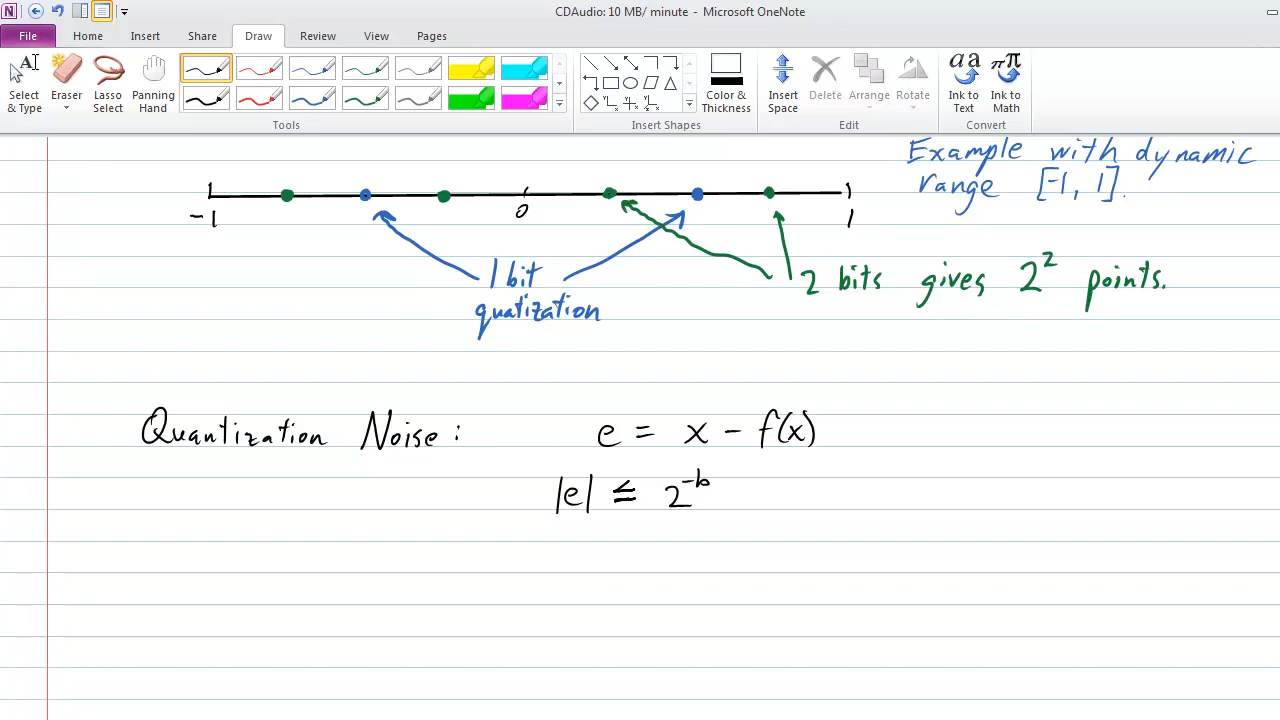 CDAudio: 10 MB/ minute - Microsoft OneNote
File Home Insert Share Draw Review View Pages
Select & Type
Eraser
Lasso Select
Panning Hand
Color & Thickness
Insert Space
Delete
Arrange
Rotate
Ink to Text
Ink to Math
Tools
Insert Shapes
Edit
Convert
Example with dynamic
range [-1, 1].
-1 0 1
1 bit
quatization
2 bits gives 2² points.
Quantization Noise: e = x - f(x)
|e| ≤ 2⁻ᵇ